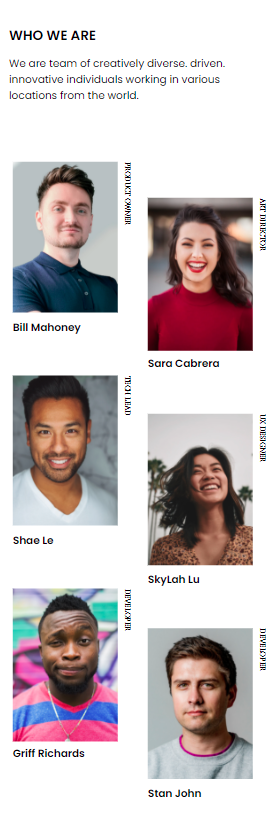 WHO WE ARE
We are team of creatively diverse. driven.
innovative individuals working in various
locations from the world.
PRODUCT OWNER
Bill Mahoney
ART DIRECTOR
Sara Cabrera
TECH LEAD
Shae Le
UX DESIGNER
SkyLah Lu
DEVELOPER
Griff Richards
DEVELOPER
Stan John